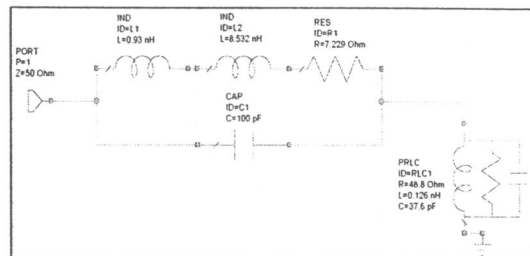 IND
ID=L1
L=0.93 nH
IND
ID=L2
L=8.532 nH
RES
ID=R1
R=7.229 Ohm
PORT
P=1
Z=50 Ohm
CAP
ID=C1
C=100 pF
PRLC
ID=RLC1
R=48.8 Ohm
L=0.126 nH
C=37.6 pF